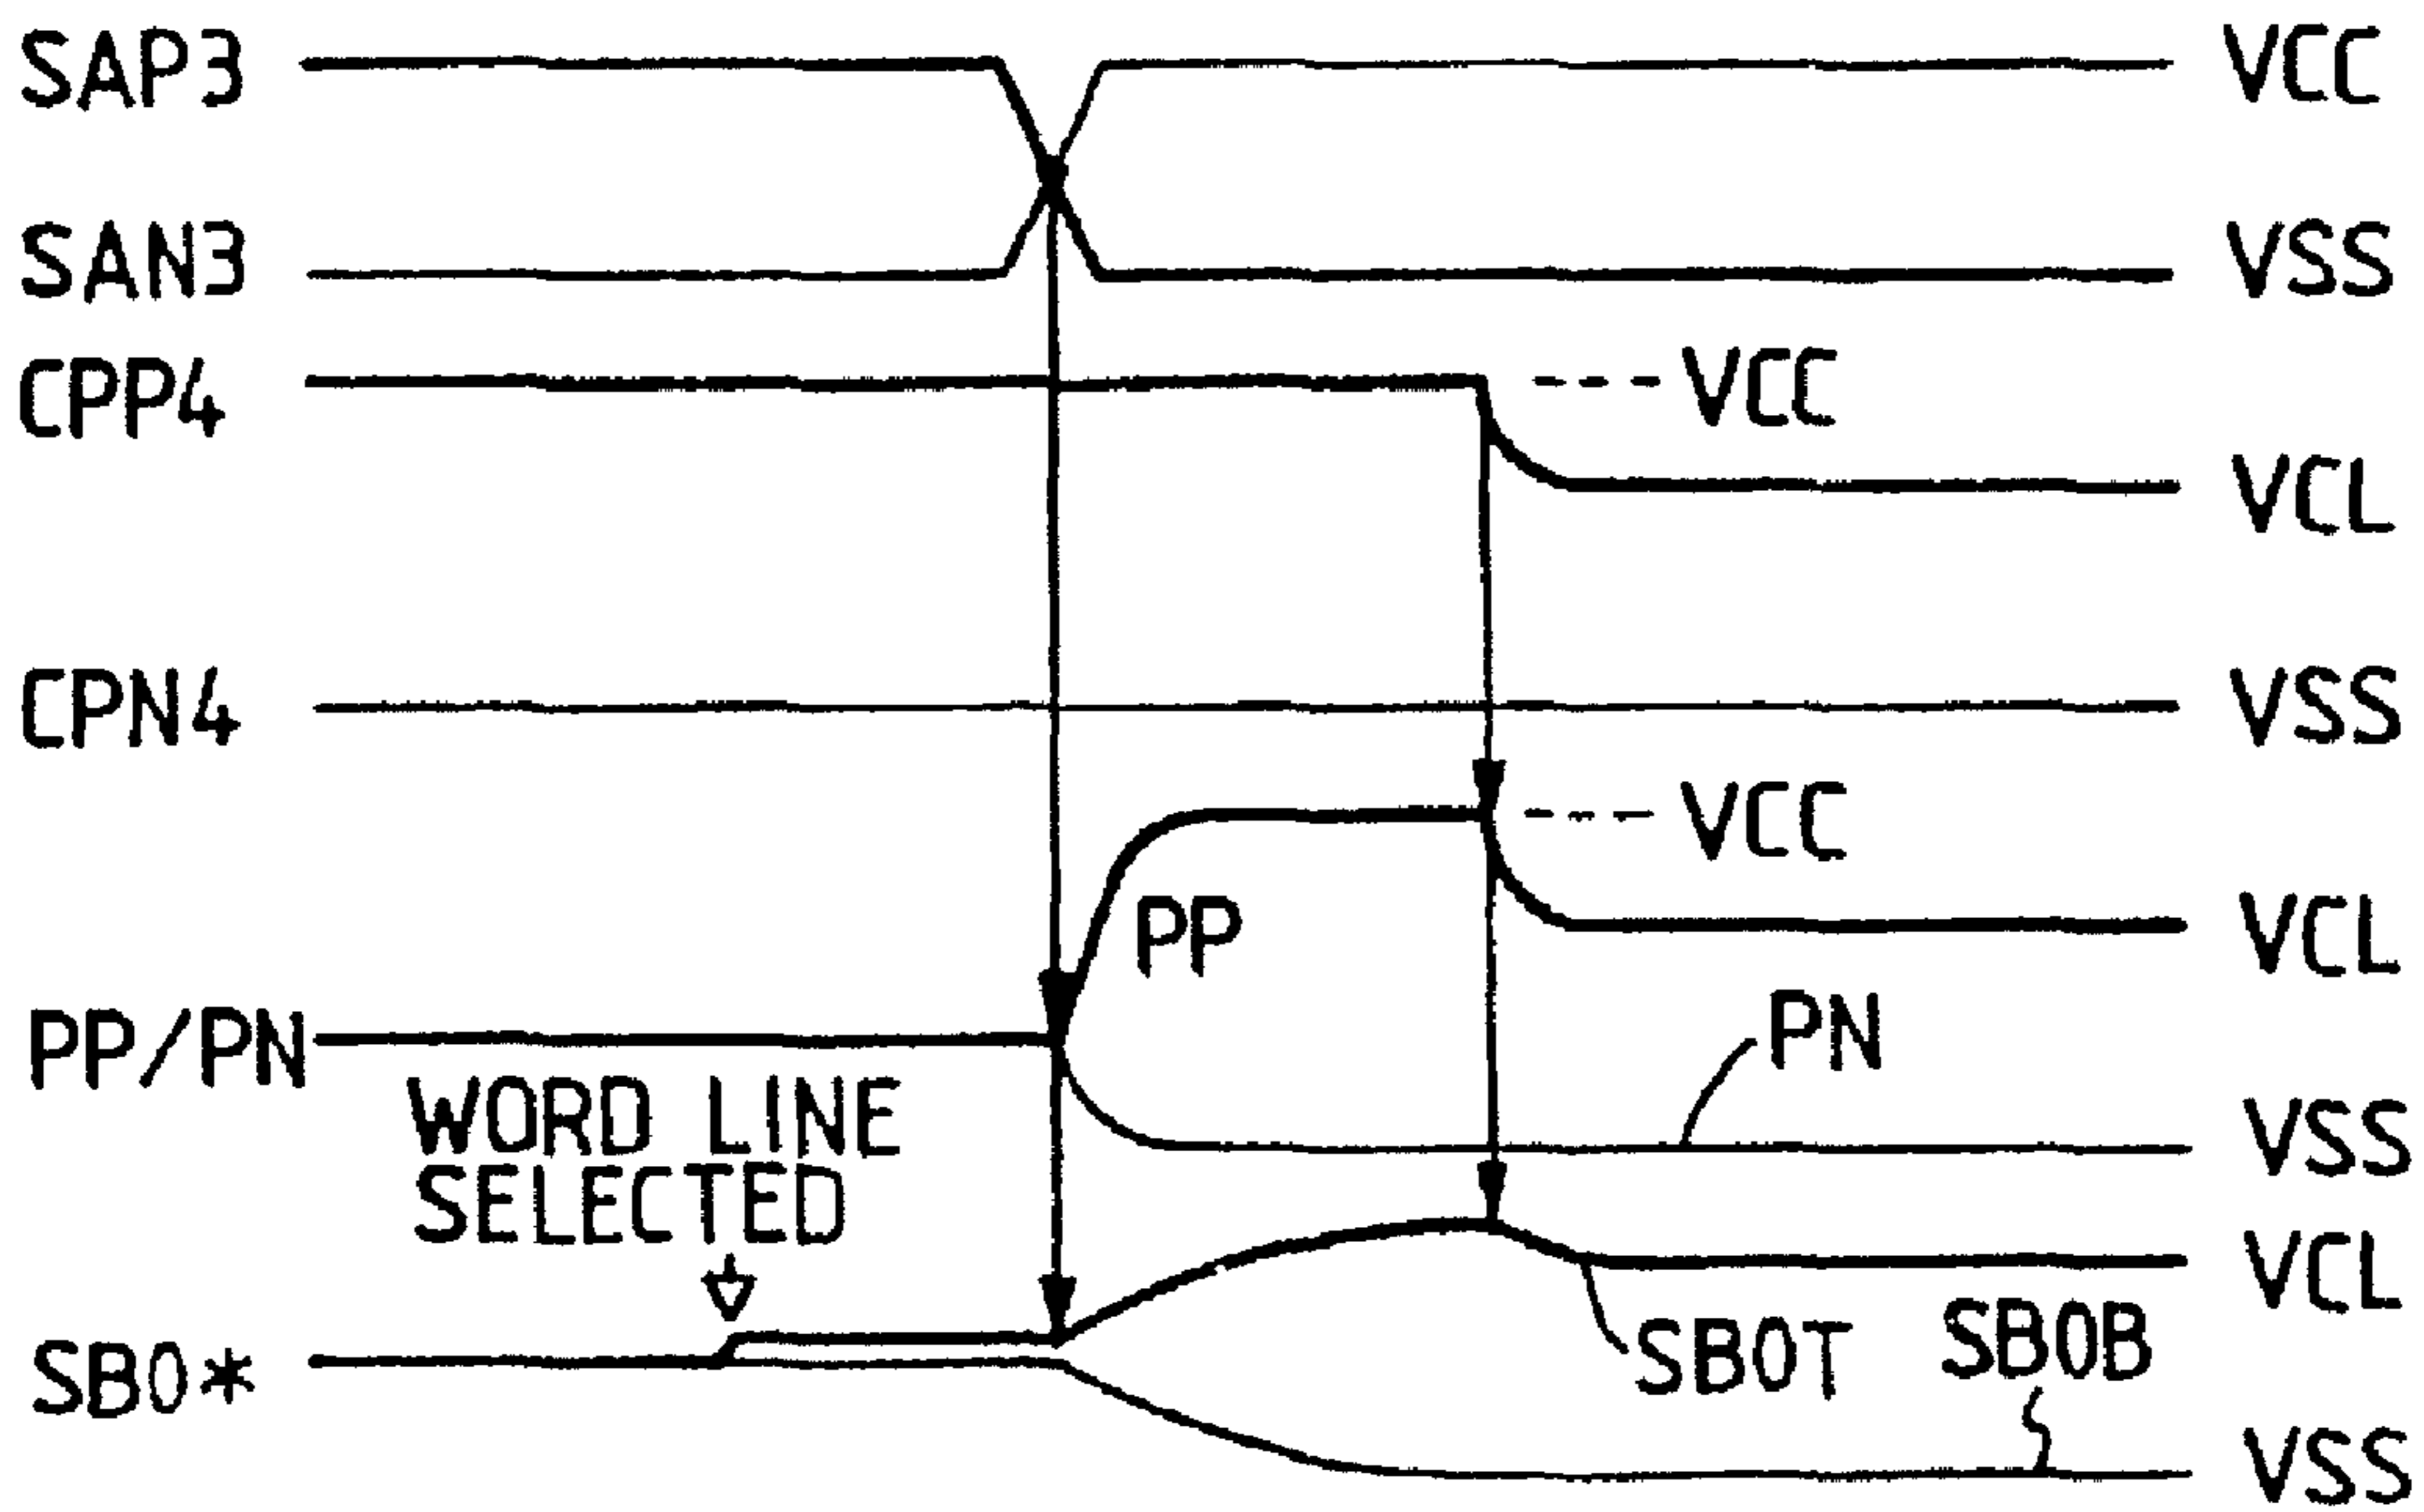 SAP3
VCC
SAN3
VSS
CPP4
VCC
VCL
CPN4
VSS
VCC
PP
VCL
PP/PN
PN
WORD LINE
SELECTED
VSS
VCL
SB0*
SB0T
SB0B
VSS